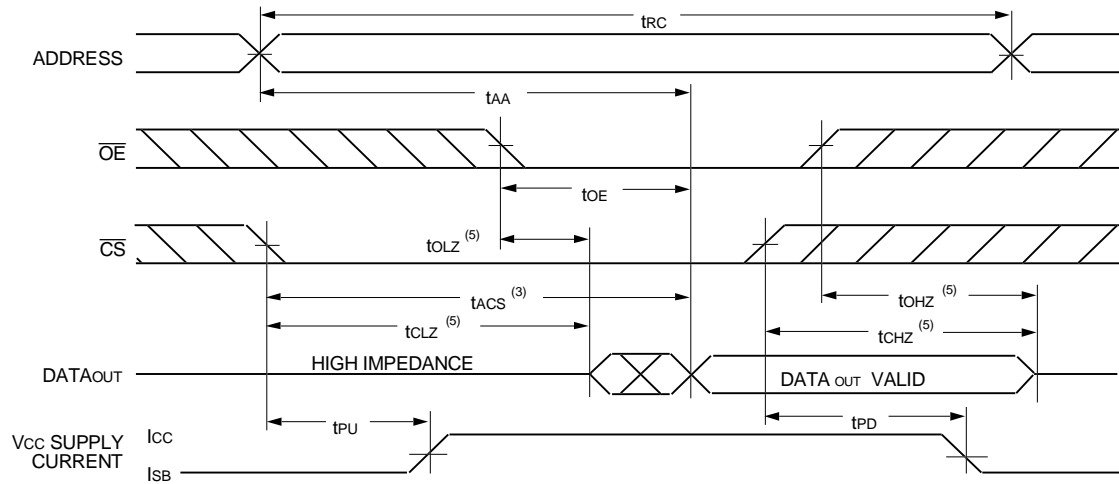 tRC
ADDRESS
tAA
OE
tOE
CS
tOLZ (5)
tACS (3)
tOHZ (5)
tCLZ (5)
tCHZ (5)
HIGH IMPEDANCE
DATAOUT
DATA OUT VALID
tPU
tPD
VCC SUPPLY
CURRENT
ICC
ISB